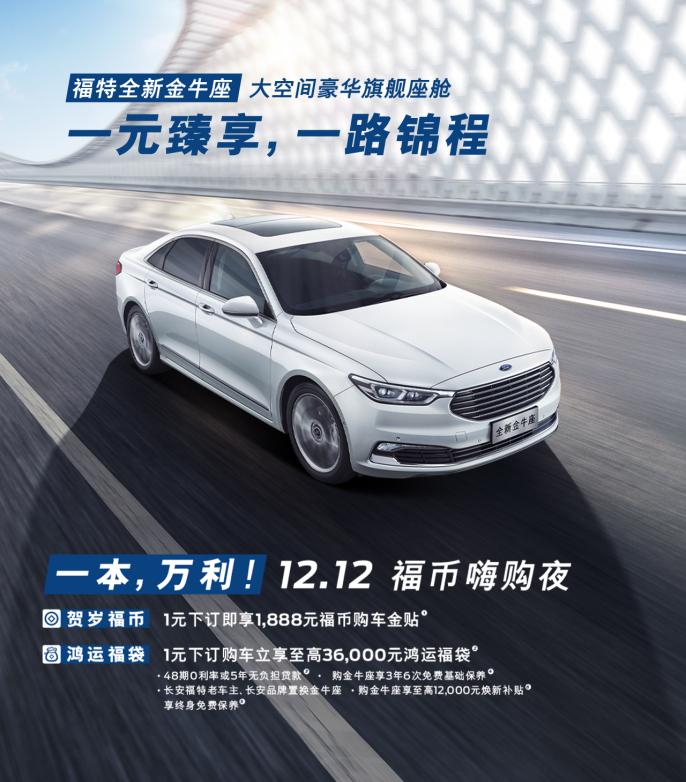 福特全新金牛座 大空间豪华旗舰座舱
一元臻享，一路锦程
Ford
全新金牛座
一本，万利！ 12.12 福币嗨购夜
贺岁福币 1元下订即享1,888元福币购车金贴
鸿运福袋 1元下订购车立享至高36,000元鸿运福袋
·48期0利率或5年无负担贷款 · 购金牛座享3年6次免费基础保养
·长安福特老车主、长安品牌置换金牛座 ·购金牛座享至高12,000元焕新补贴
享终身免费保养